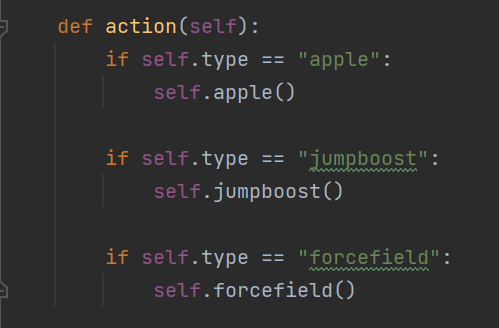 def action(self):
if self.type == "apple":
self.apple()
if self.type == "jumpboost":
self.jumpboost()
if self.type == "forcefield":
self.forcefield()